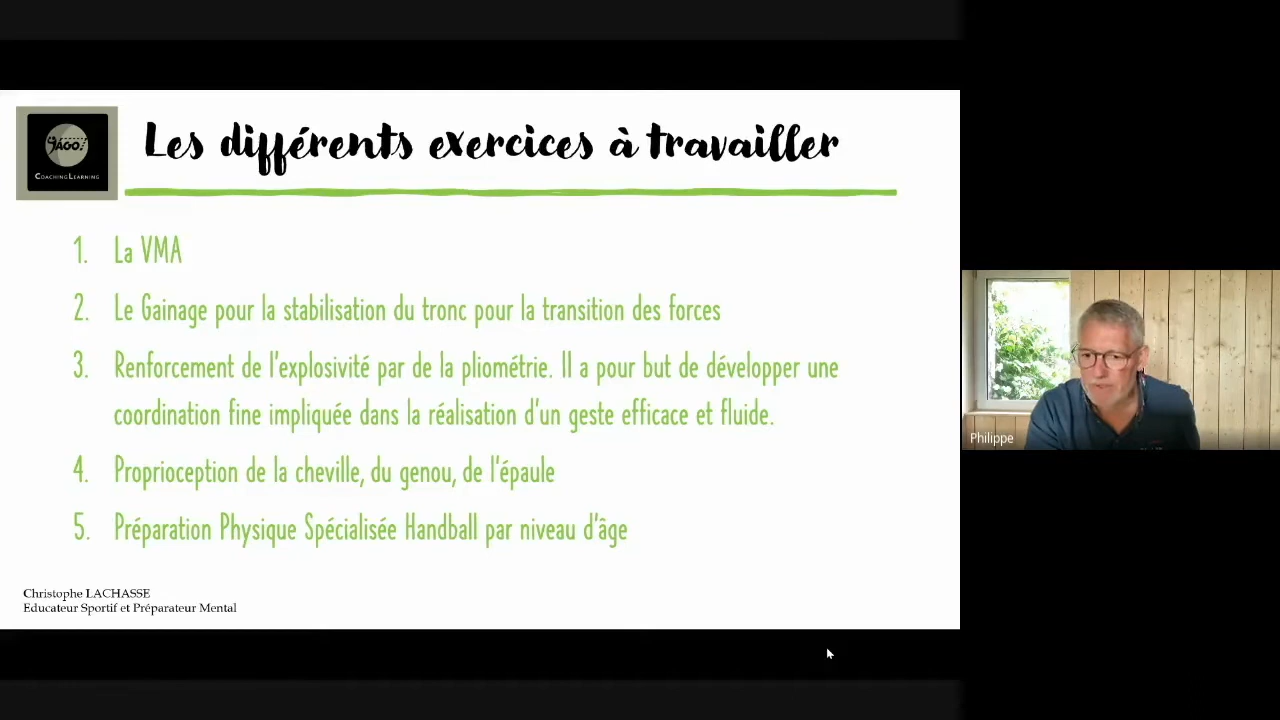 Les différents exercices à travailler
JAGO
COACHINGLEARNING
1. La VMA
2. Le Gainage pour la stabilisation du tronc pour la transition des forces
3. Renforcement de l'explosivité par de la pliométrie. Il a pour but de développer une
coordination fine impliquée dans la réalisation d'un geste efficace et fluide.
4. Proprioception de la cheville, du genou, de l'épaule
5. Préparation Physique Spécialisée Handball par niveau d'âge
Philippe
Christophe LACHASSE
Educateur Sportif et Préparateur Mental